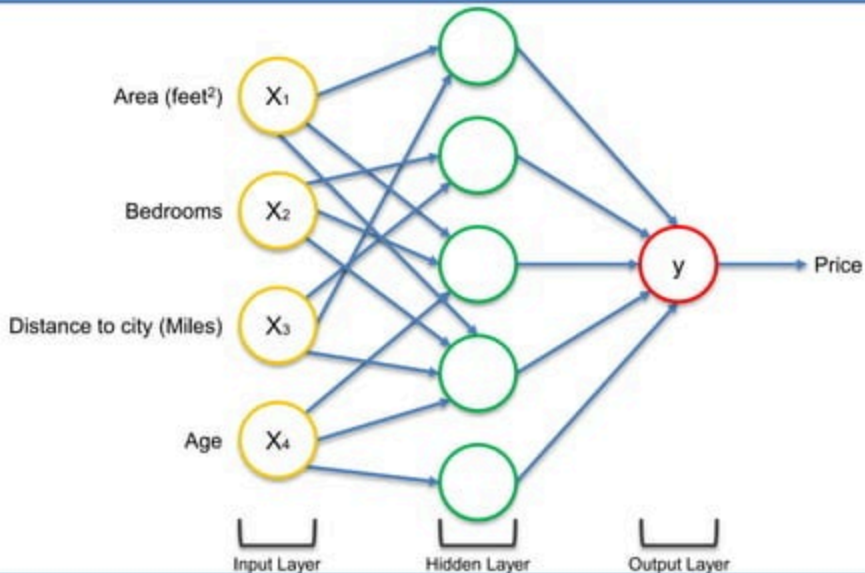 Area (feet²)
X₁
Bedrooms
X₂
Distance to city (Miles)
X₃
Age
X₄
y
Price
Input Layer
Hidden Layer
Output Layer